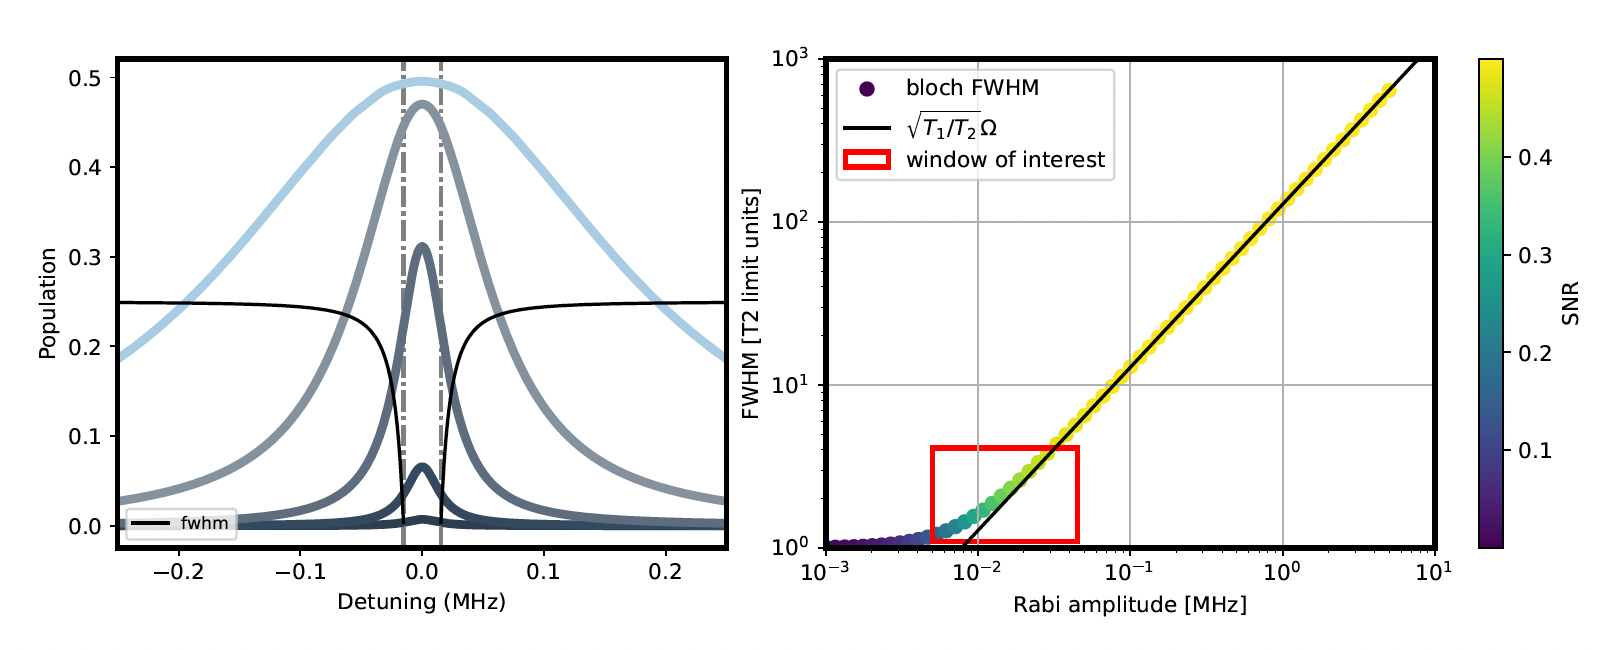 0.5
0.4
0.3
0.2
0.1
0.0
Population
fwhm
−0.2
−0.1
0.0
0.1
0.2
Detuning (MHz)
10³
10²
10¹
10⁰
FWHM [T2 limit units]
bloch FWHM
√T₁/T₂Ω
window of interest
10⁻³
10⁻²
10⁻¹
10⁰
10¹
Rabi amplitude [MHz]
0.4
0.3
0.2
0.1
SNR